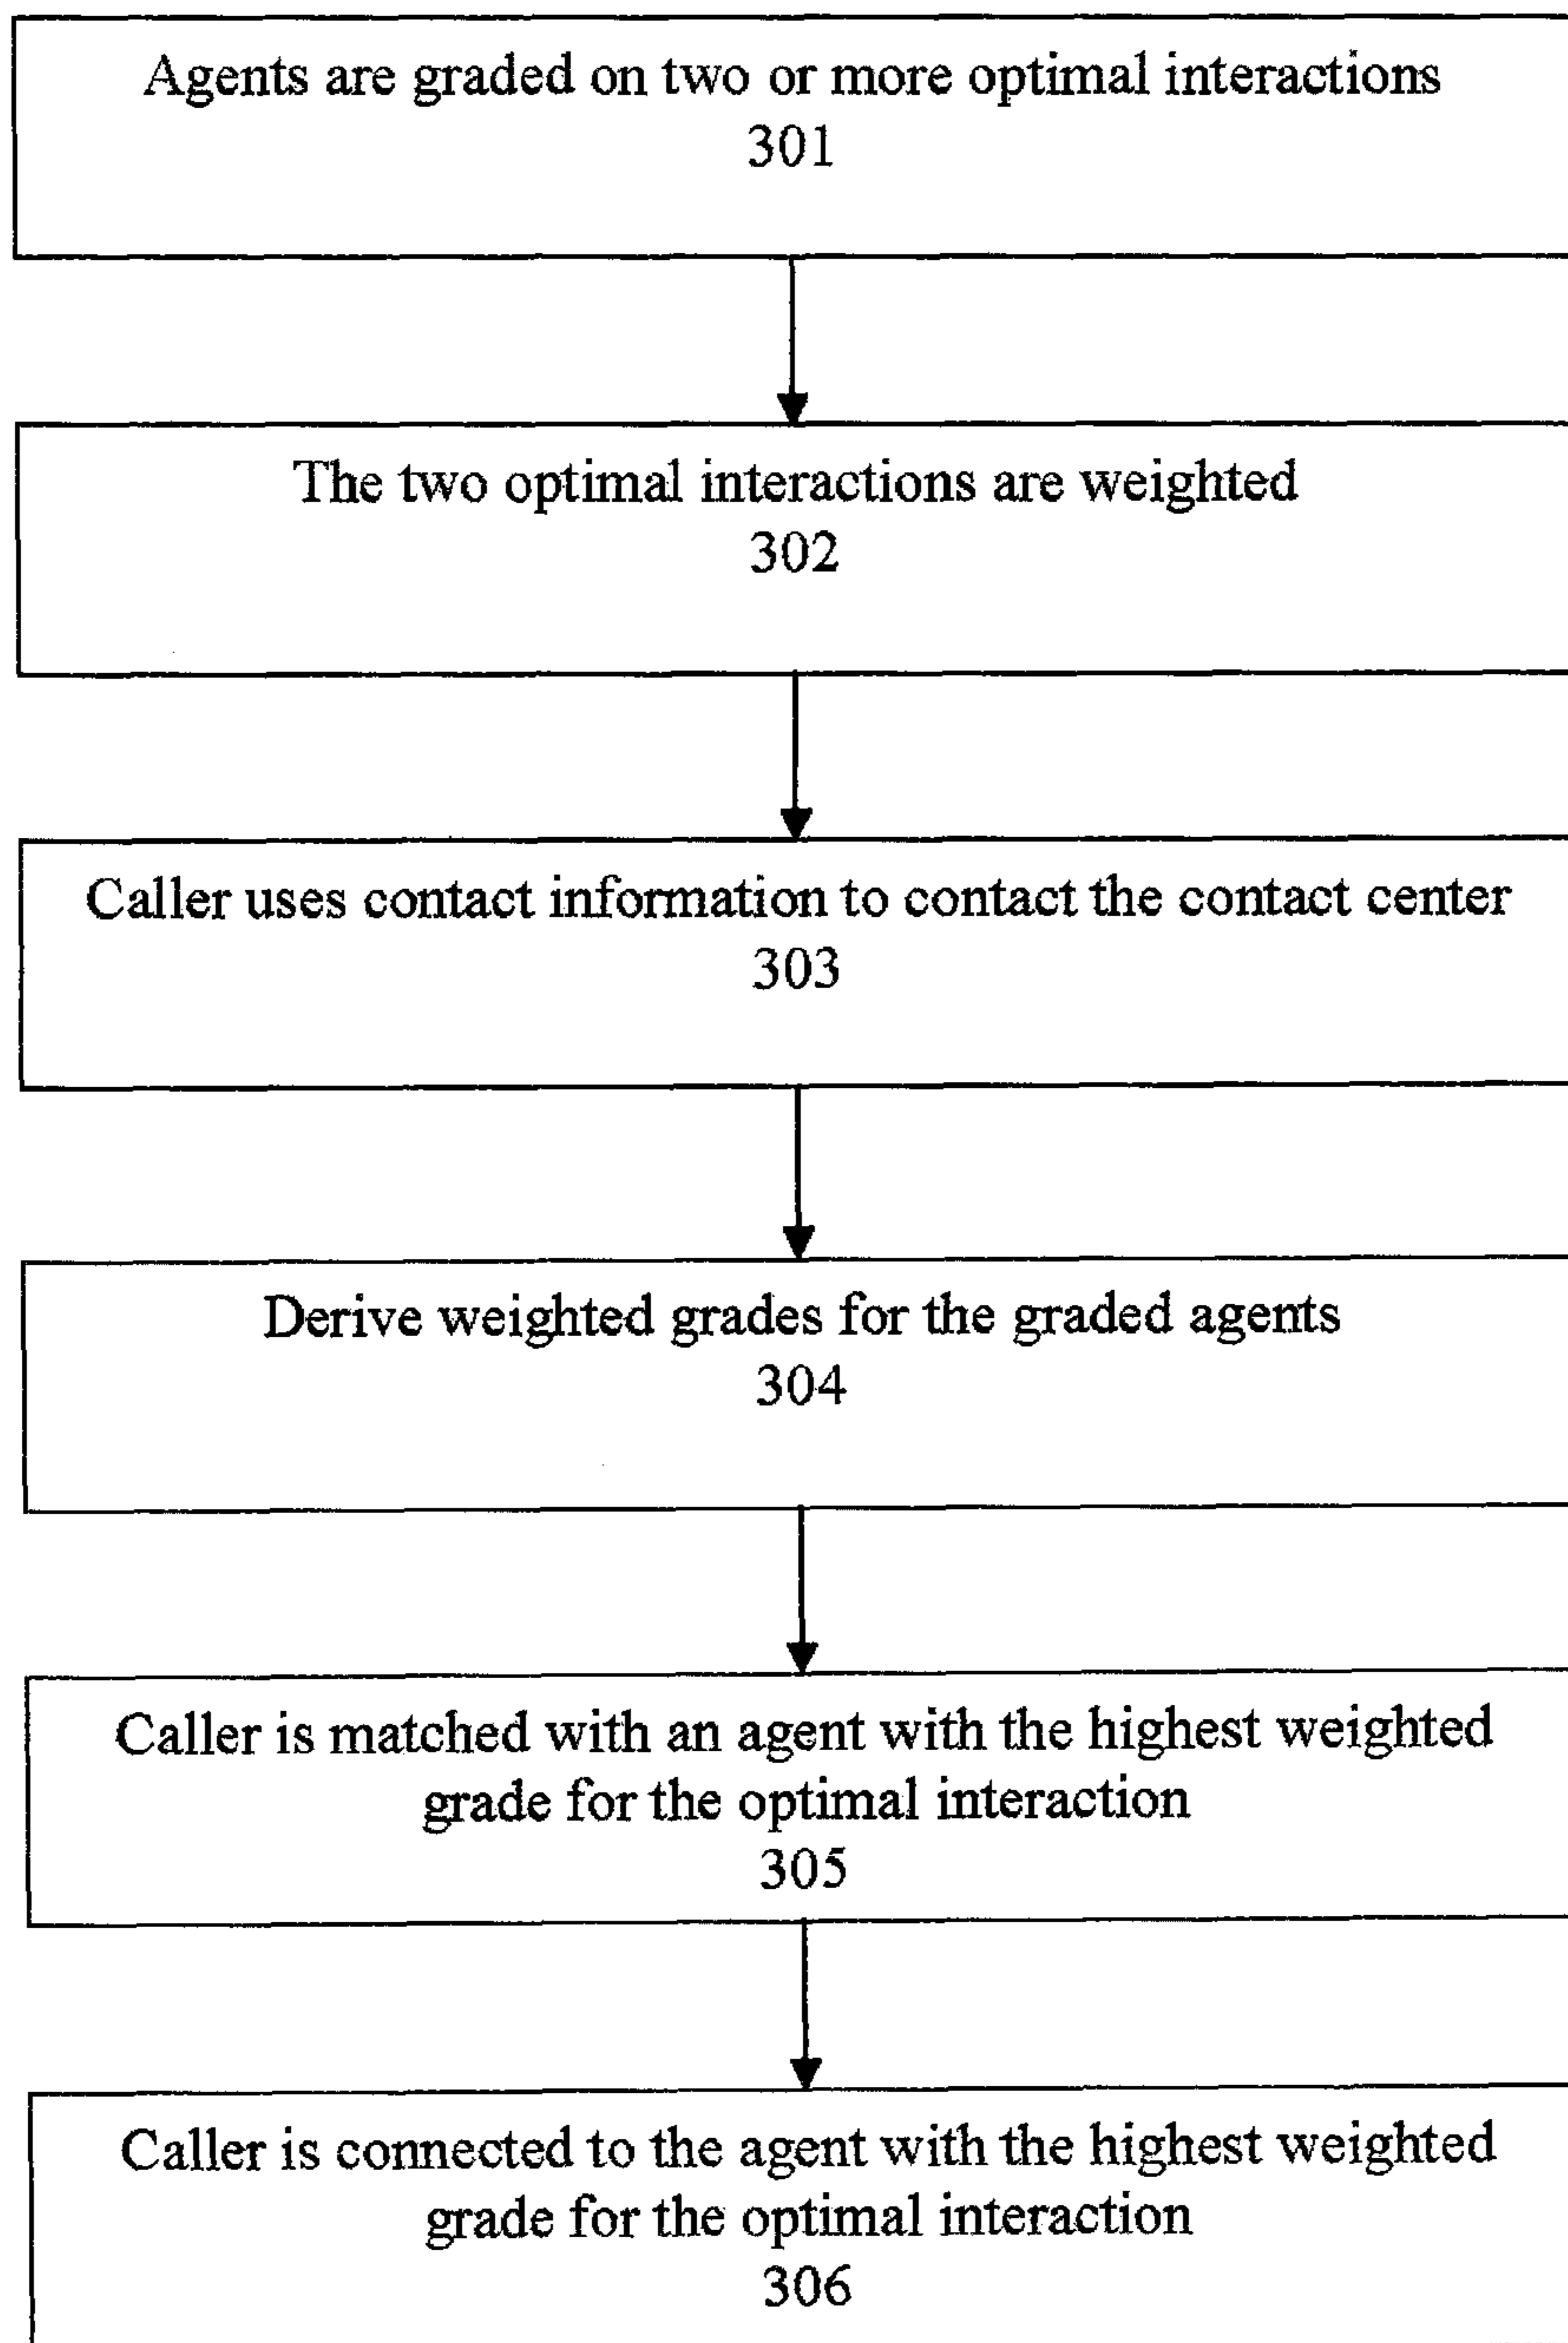 Agents are graded on two or more optimal interactions
301
The two optimal interactions are weighted
302
Caller uses contact information to contact the contact center
303
Derive weighted grades for the graded agents
304
Caller is matched with an agent with the highest weighted
grade for the optimal interaction
305
Caller is connected to the agent with the highest weighted
grade for the optimal interaction
306